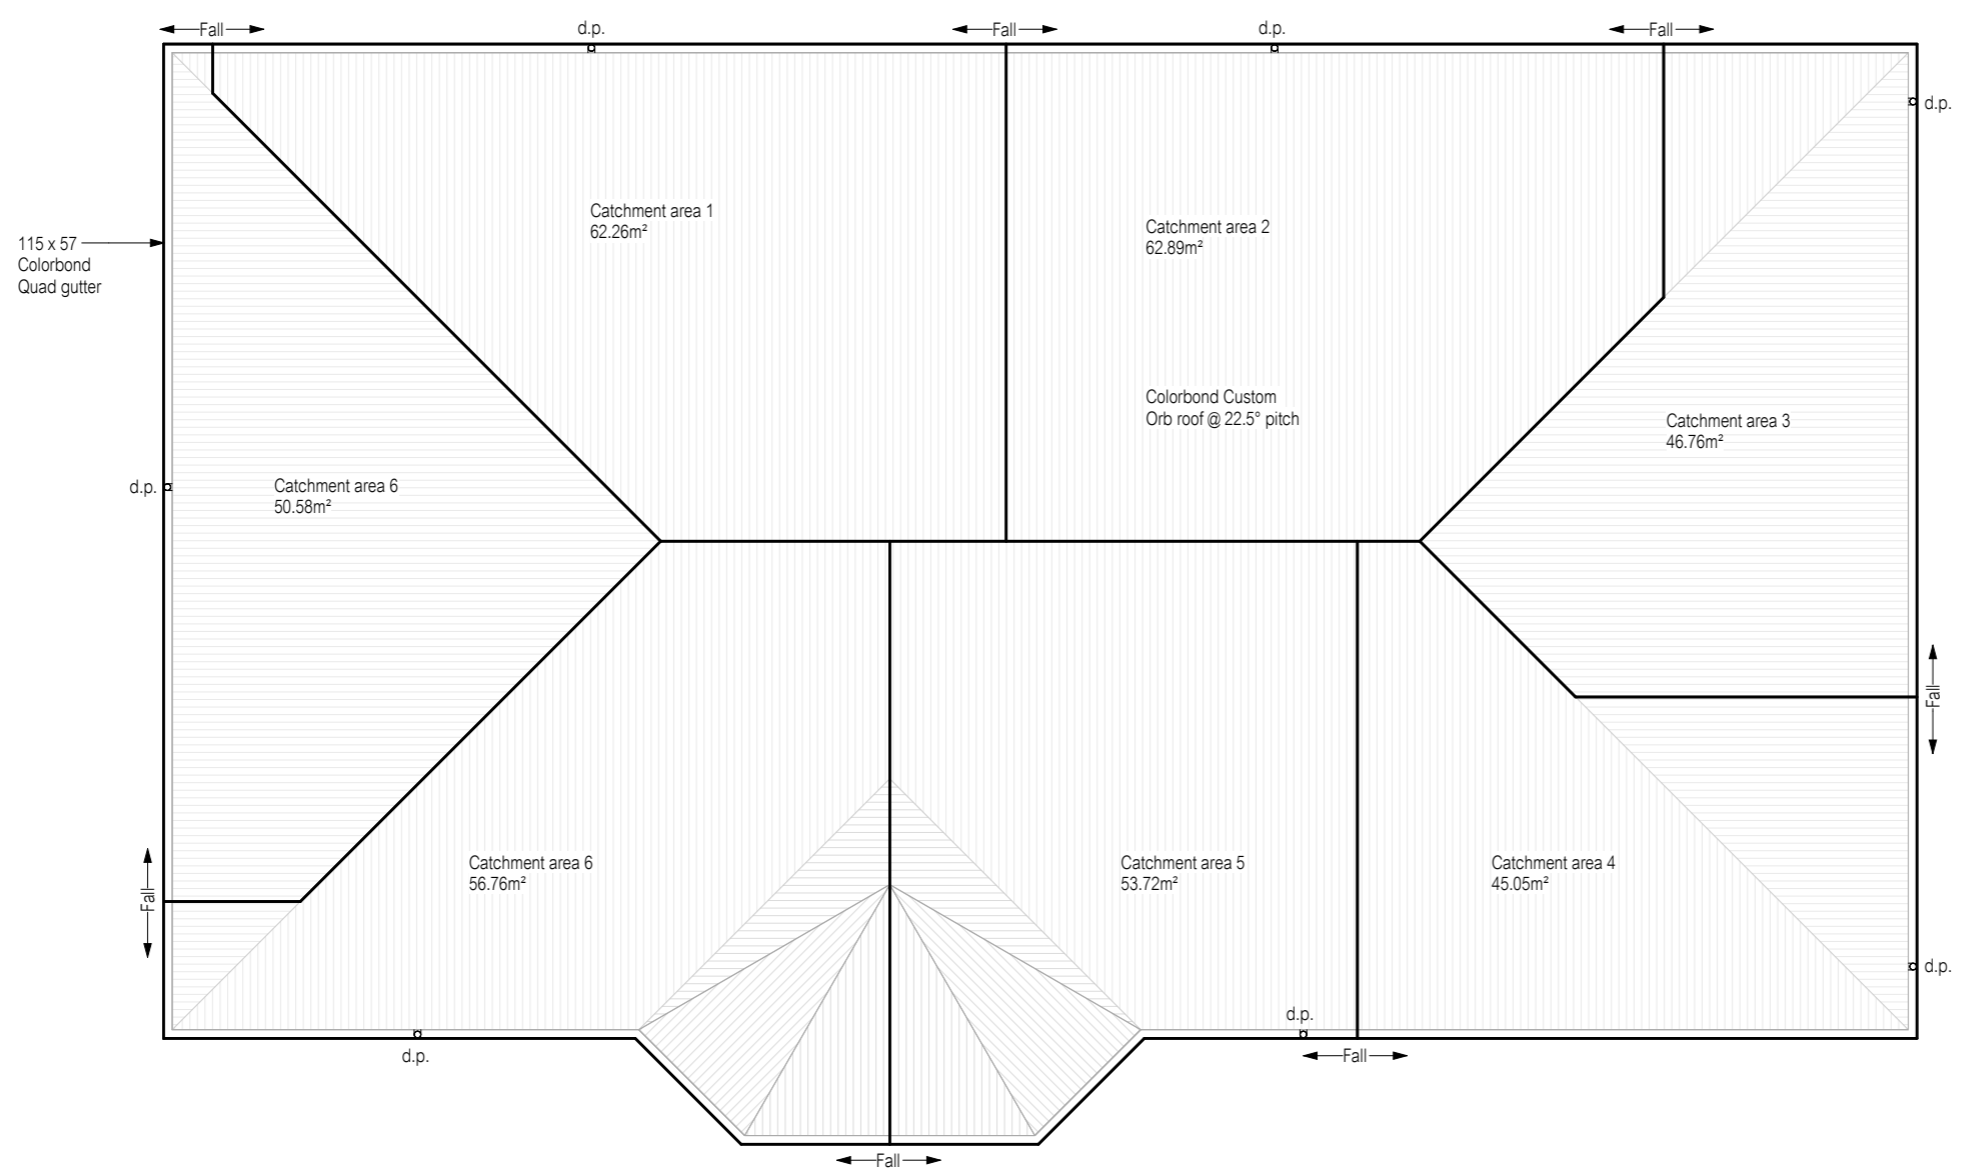 Fall
d.p.
Fall
d.p.
Fall
d.p.
Catchment area 1
62.26m²
Catchment area 2
62.89m²
115 x 57
Colorbond
Quad gutter
Colorbond Custom
Orb roof @ 22.5° pitch
Catchment area 3
46.76m²
d.p.
Catchment area 6
50.58m²
Fall
Fall
Catchment area 6
56.76m²
Catchment area 5
53.72m²
Catchment area 4
45.05m²
d.p.
d.p.
d.p.
Fall
Fall